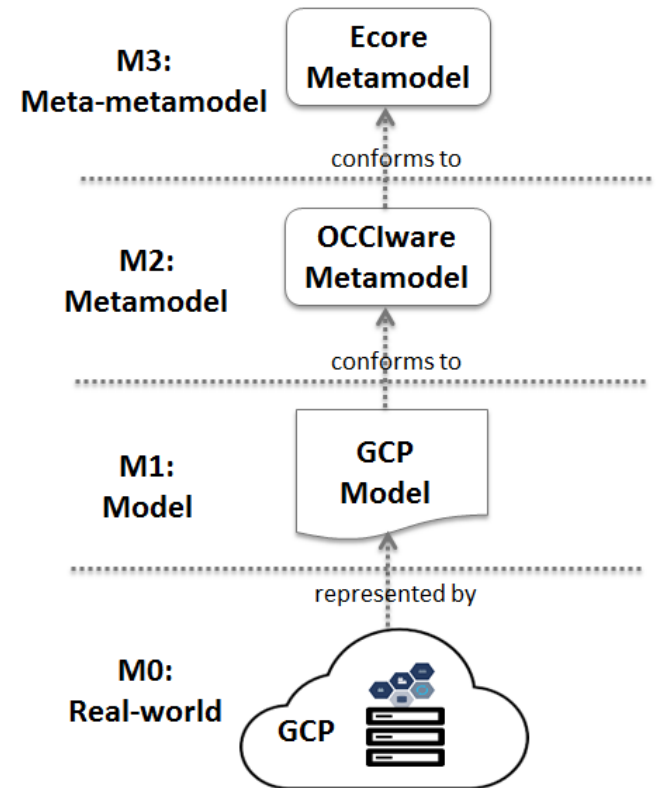 M3:
Meta-metamodel
Ecore
Metamodel
conforms to
M2:
Metamodel
OCCIware
Metamodel
conforms to
M1:
Model
GCP
Model
represented by
M0:
Real-world
GCP